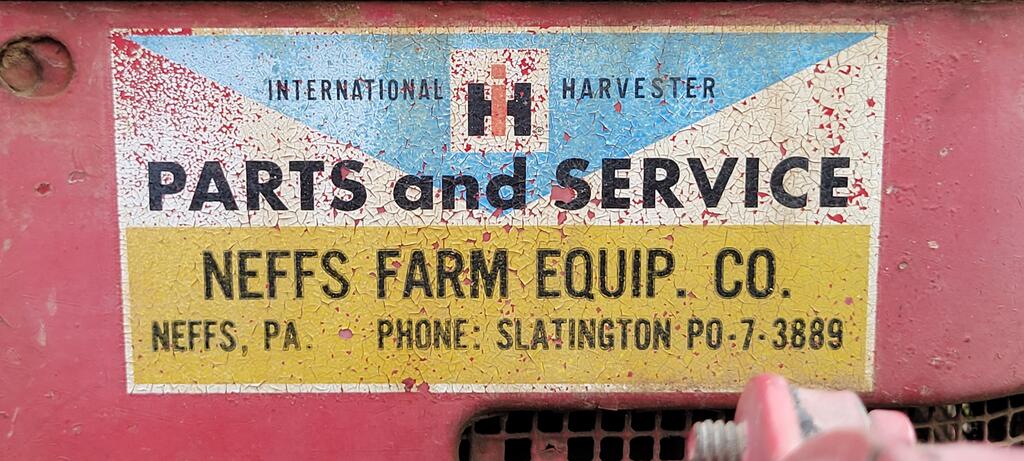 INTERNATIONAL IH HARVESTER
PARTS and SERVICE
NEFFS FARM EQUIP. CO.
NEFFS, PA. PHONE: SLATINGTON PO-7-3889